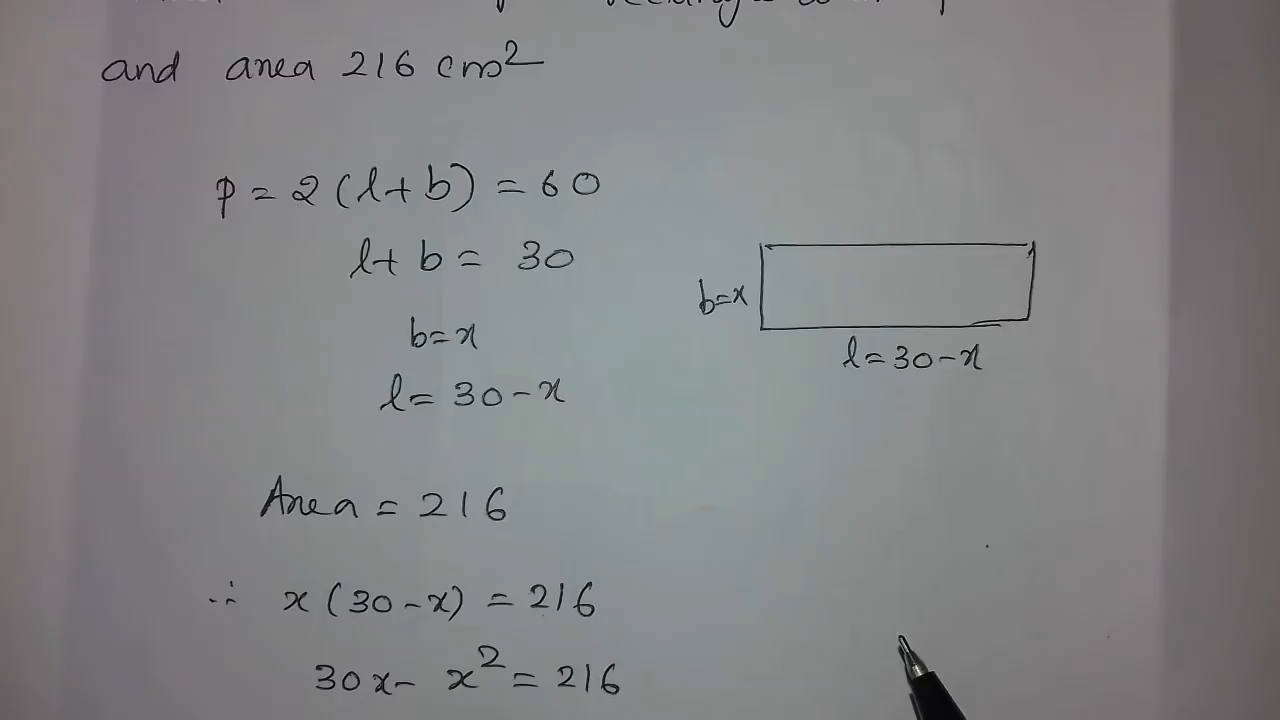 and area 216 cm²
p = 2 (l + b) = 60
l + b = 30
b = x
l = 30 - x
b = x
l = 30 - x
Area = 216
∴ x (30 - x) = 216
30x - x² = 216